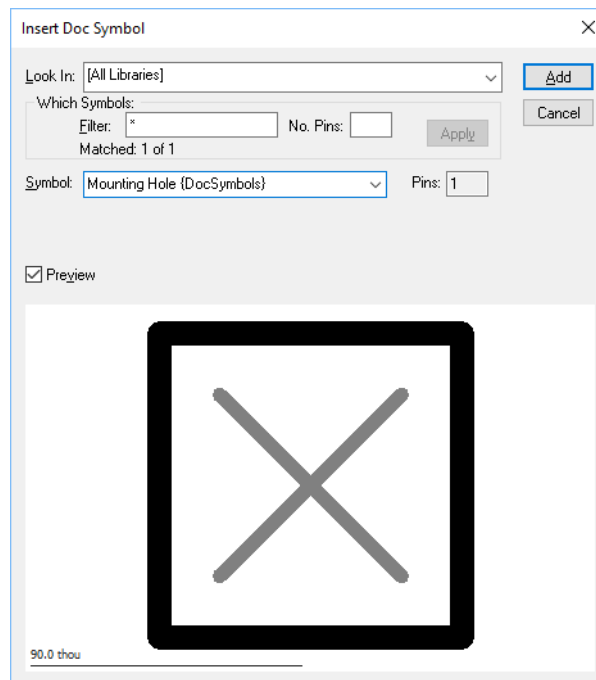 Insert Doc Symbol
Look In: [All Libraries] Add
Which Symbols: Cancel
Filter: * No. Pins: Apply
Matched: 1 of 1
Symbol: Mounting Hole {DocSymbols} Pins: 1
Preview
90.0 thou